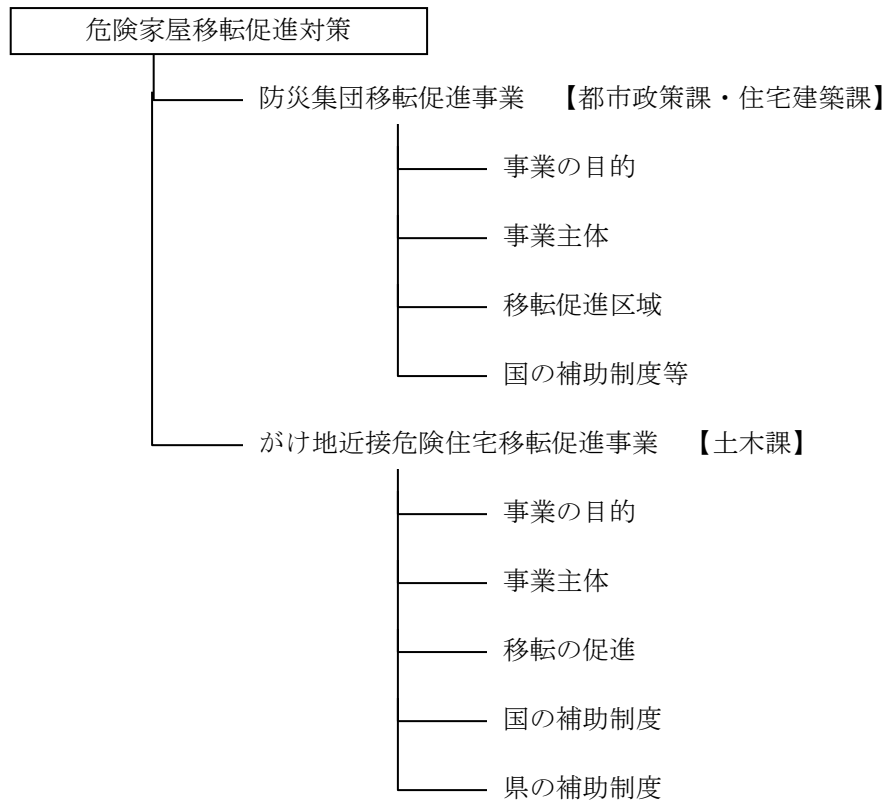 危険家屋移転促進対策
防災集団移転促進事業　【都市政策課・住宅建築課】
事業の目的
事業主体
移転促進区域
国の補助制度等
がけ地近接危険住宅移転促進事業　【土木課】
事業の目的
事業主体
移転の促進
国の補助制度
県の補助制度